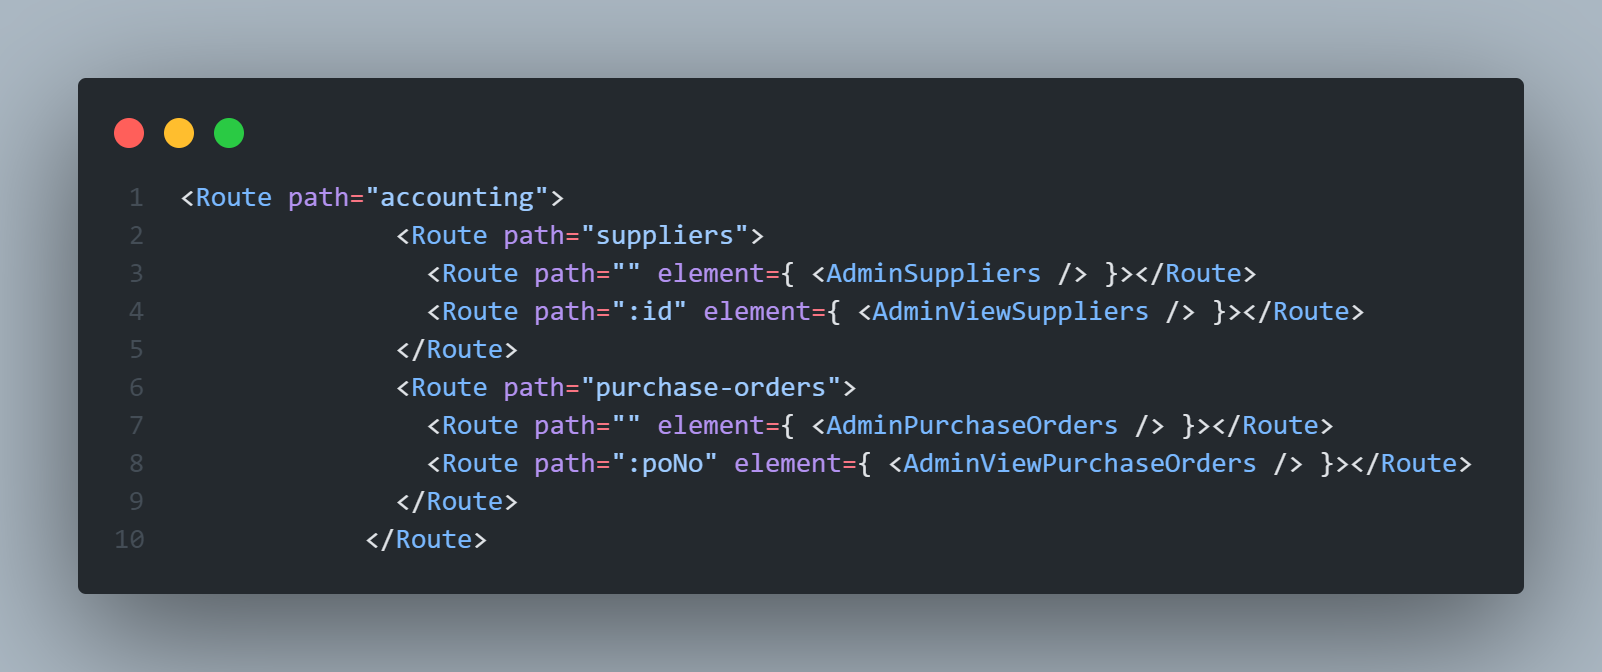 1 <Route path="accounting">
2 <Route path="suppliers">
3 <Route path="" element={ <AdminSuppliers /> }></Route>
4 <Route path=":id" element={ <AdminViewSuppliers /> }></Route>
5 </Route>
6 <Route path="purchase-orders">
7 <Route path="" element={ <AdminPurchaseOrders /> }></Route>
8 <Route path=":poNo" element={ <AdminViewPurchaseOrders /> }></Route>
9 </Route>
10 </Route>